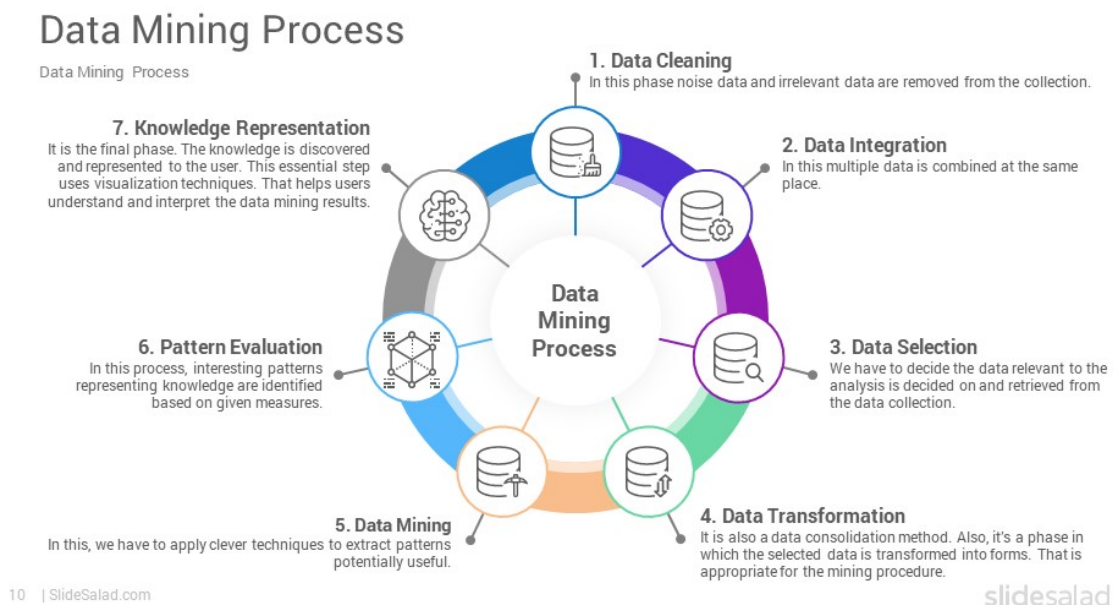 Data Mining Process
Data Mining Process
1. Data Cleaning
In this phase noise data and irrelevant data are removed from the collection.
2. Data Integration
In this multiple data is combined at the same
place.
3. Data Selection
We have to decide the data relevant to the
analysis is decided on and retrieved from
the data collection.
4. Data Transformation
It is also a data consolidation method. Also, it's a phase in
which the selected data is transformed into forms. That is
appropriate for the mining procedure.
5. Data Mining
In this, we have to apply clever techniques to extract patterns
potentially useful.
6. Pattern Evaluation
In this process, interesting patterns
representing knowledge are identified
based on given measures.
7. Knowledge Representation
It is the final phase. The knowledge is discovered
and represented to the user. This essential step
uses visualization techniques. That helps users
understand and interpret the data mining results.
Data
Mining
Process
10 | SlideSalad.com
slidesalad